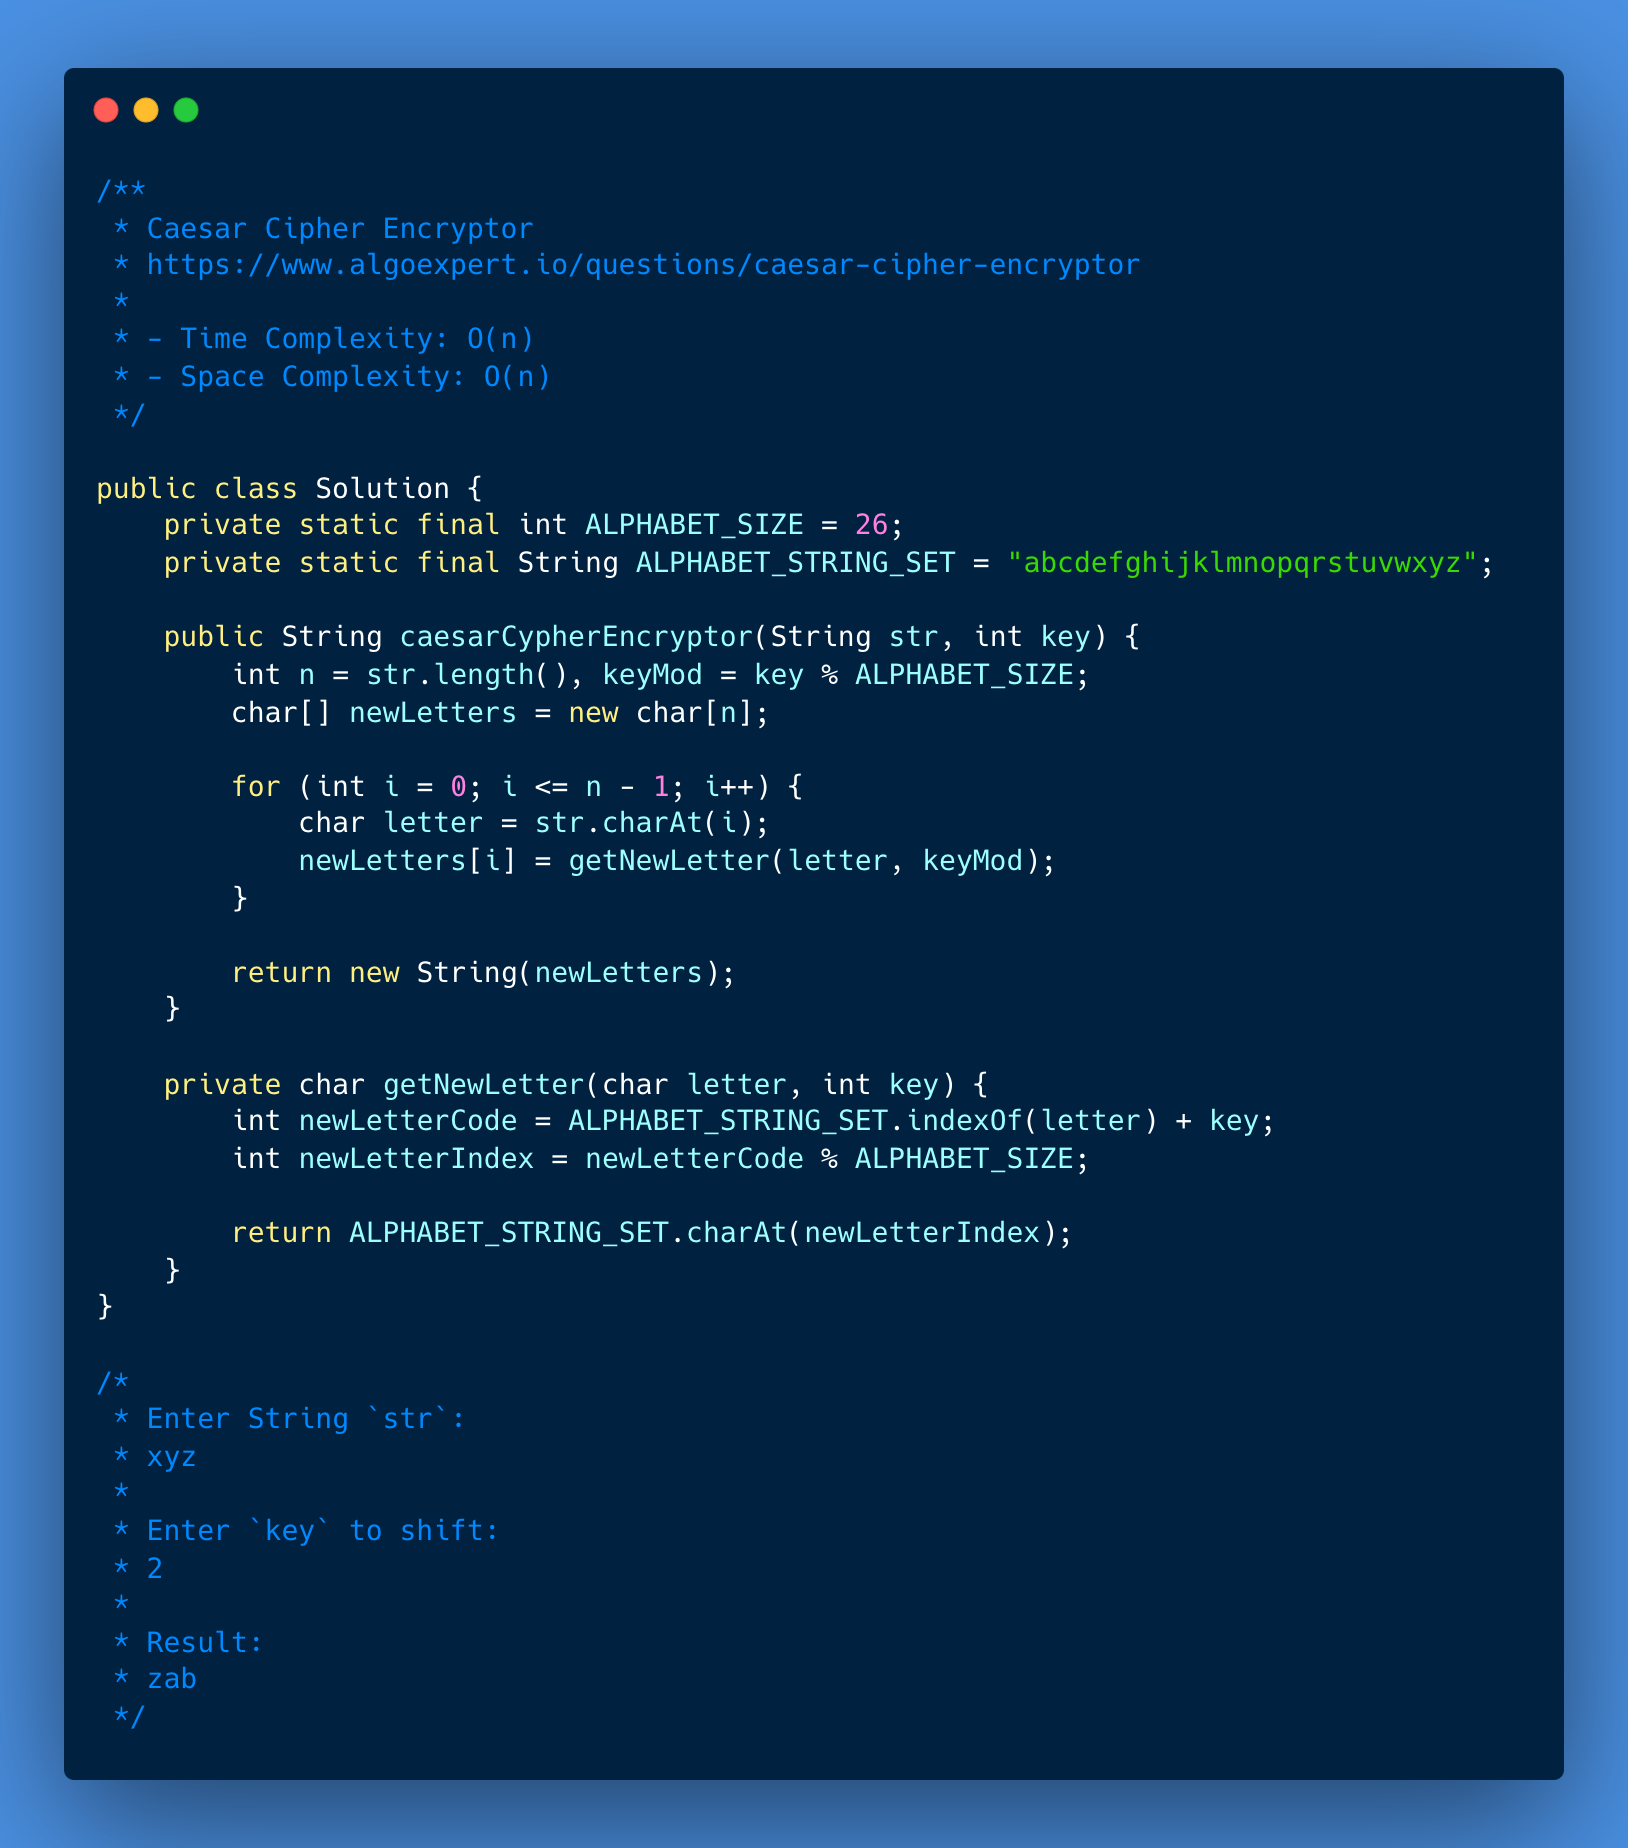 /**
 * Caesar Cipher Encryptor
 * https://www.algoexpert.io/questions/caesar-cipher-encryptor
 *
 * - Time Complexity: O(n)
 * - Space Complexity: O(n)
 */

public class Solution {
    private static final int ALPHABET_SIZE = 26;
    private static final String ALPHABET_STRING_SET = "abcdefghijklmnopqrstuvwxyz";

    public String caesarCypherEncryptor(String str, int key) {
        int n = str.length(), keyMod = key % ALPHABET_SIZE;
        char[] newLetters = new char[n];

        for (int i = 0; i <= n - 1; i++) {
            char letter = str.charAt(i);
            newLetters[i] = getNewLetter(letter, keyMod);
        }

        return new String(newLetters);
    }

    private char getNewLetter(char letter, int key) {
        int newLetterCode = ALPHABET_STRING_SET.indexOf(letter) + key;
        int newLetterIndex = newLetterCode % ALPHABET_SIZE;

        return ALPHABET_STRING_SET.charAt(newLetterIndex);
    }
}

/*
 * Enter String `str`:
 * xyz
 *
 * Enter `key` to shift:
 * 2
 *
 * Result:
 * zab
 */